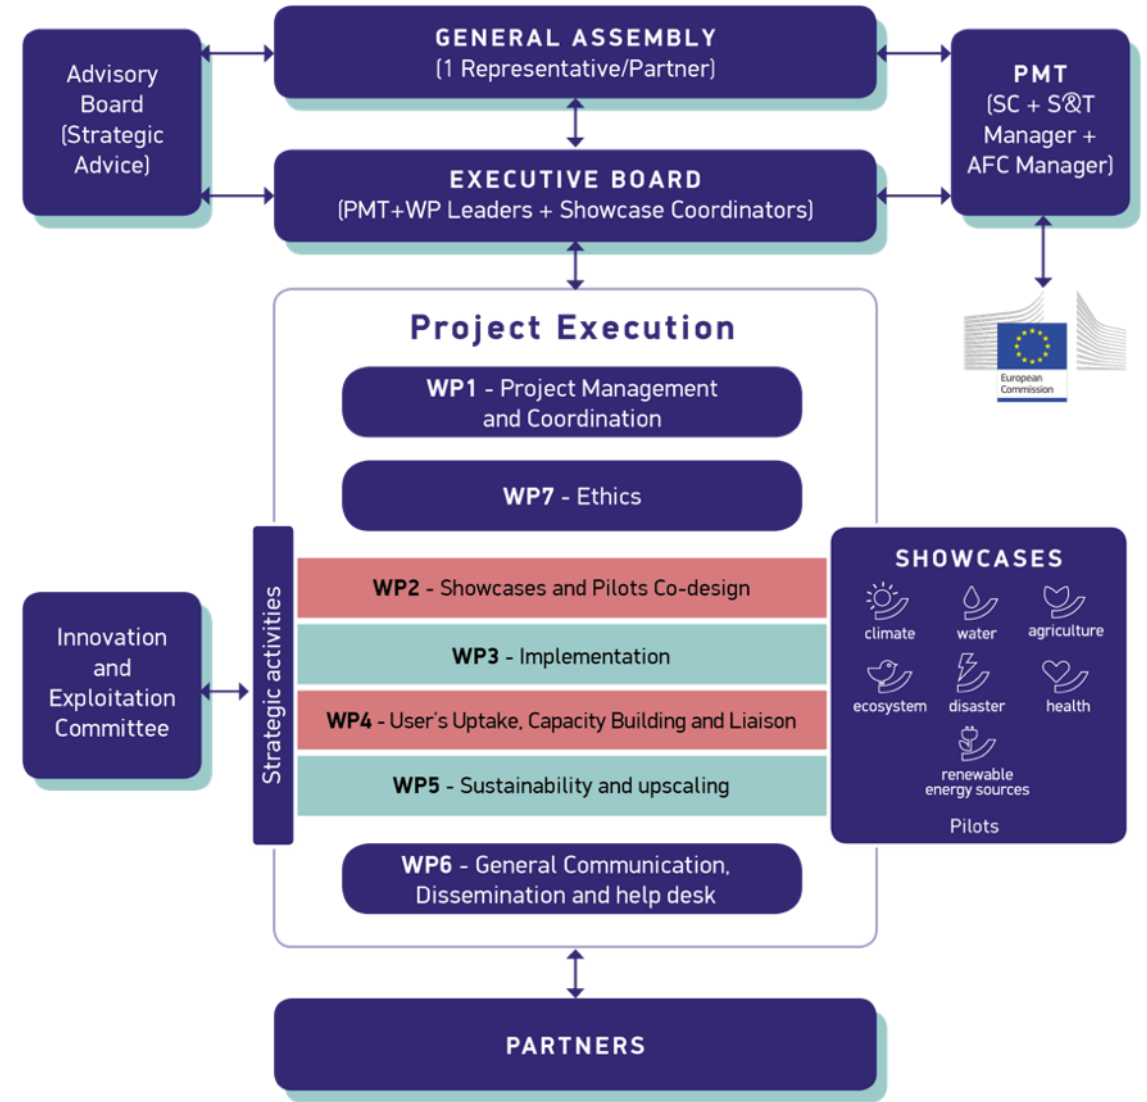 GENERAL ASSEMBLY
(1 Representative/Partner)
Advisory
Board
(Strategic
Advice)
PMT
(SC + S&T
Manager +
AFC Manager)
EXECUTIVE BOARD
(PMT+WP Leaders + Showcase Coordinators)
European
Commission
Project Execution
WP1 - Project Management
and Coordination
WP7 - Ethics
Strategic activities
WP2 - Showcases and Pilots Co-design
WP3 - Implementation
WP4 - User's Uptake, Capacity Building and Liaison
WP5 - Sustainability and upscaling
SHOWCASES
climate
water
agriculture
ecosystem
disaster
health
renewable
energy sources
Pilots
Innovation
and
Exploitation
Committee
WP6 - General Communication,
Dissemination and help desk
PARTNERS